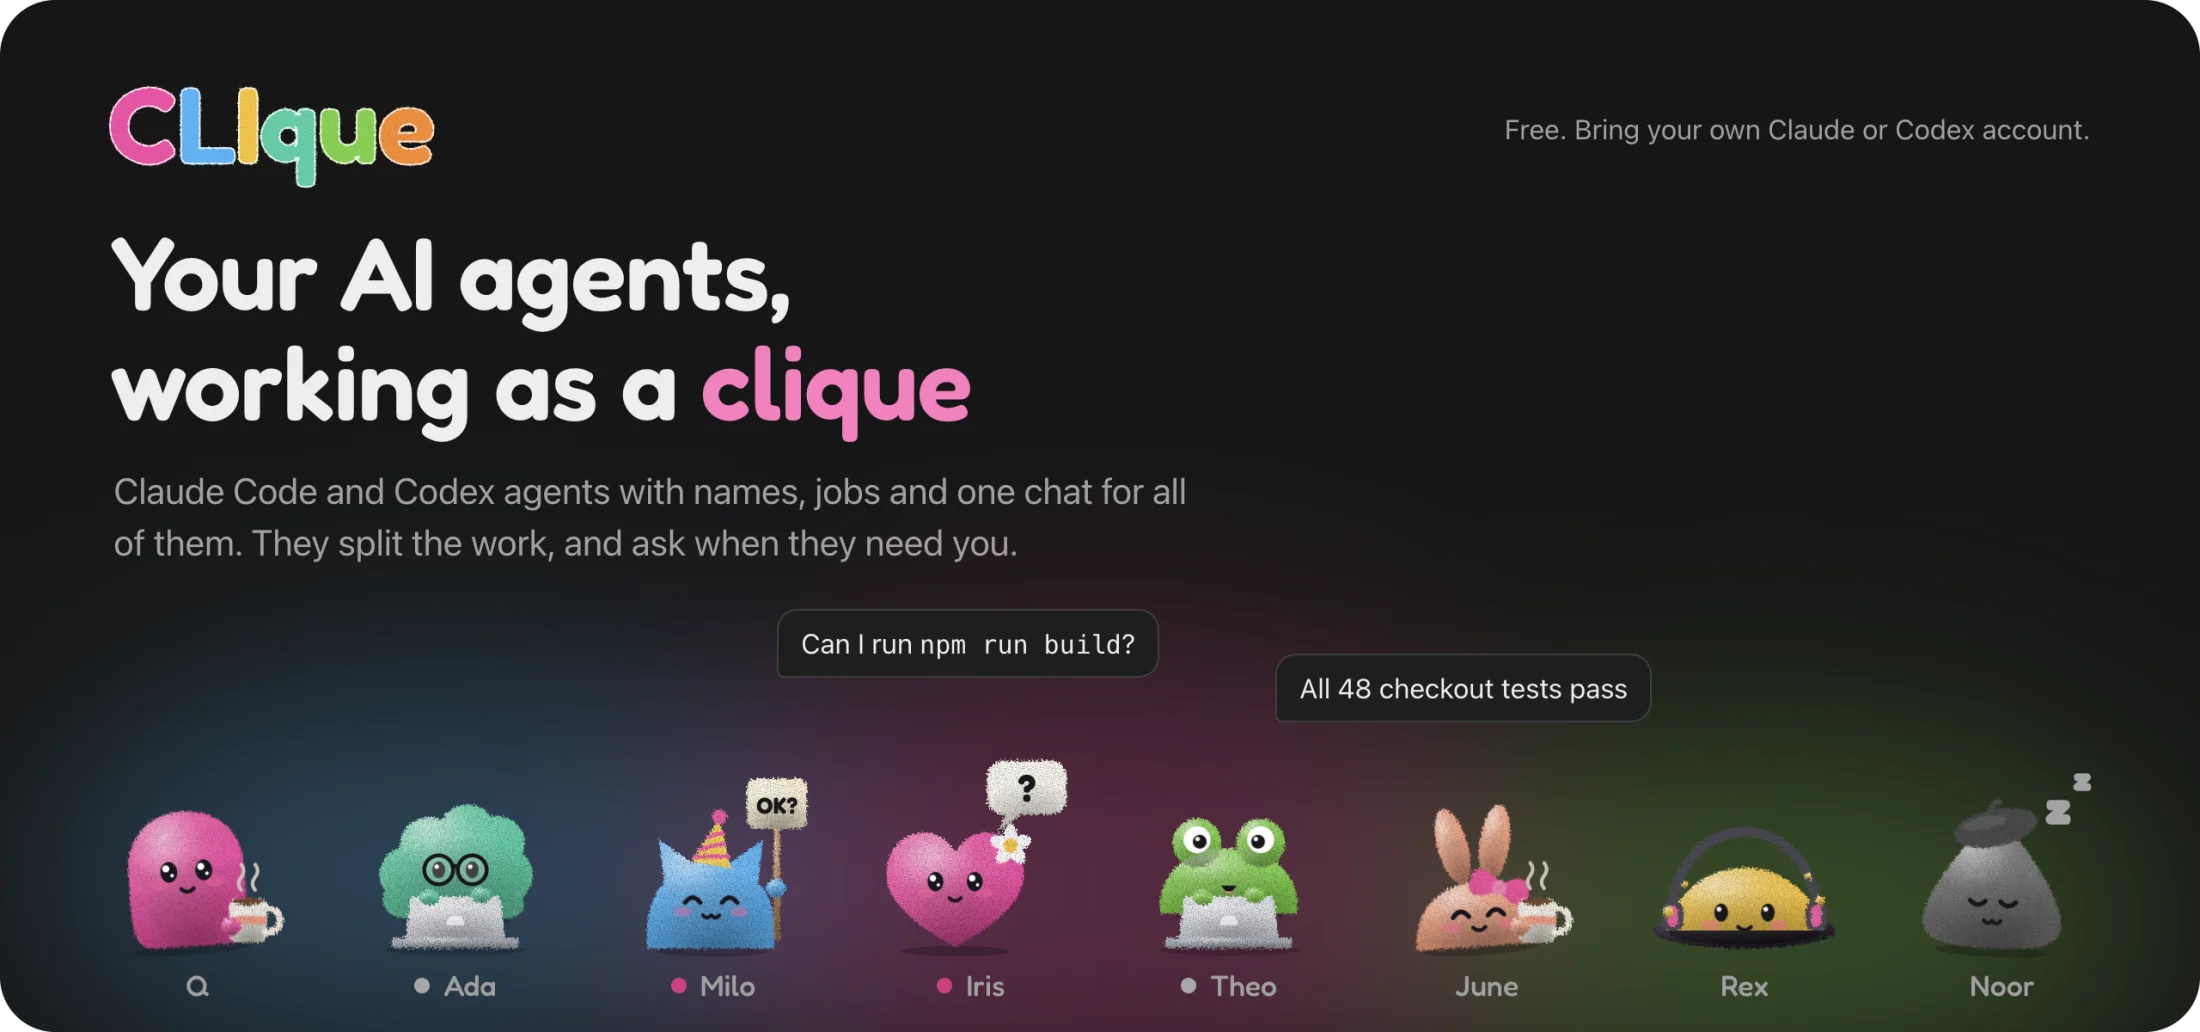 CLIque
Free. Bring your own Claude or Codex account.
Your AI agents,
working as a clique
Claude Code and Codex agents with names, jobs and one chat for all
of them. They split the work, and ask when they need you.
Can I run npm run build?
All 48 checkout tests pass
OK?
?
z
z
Q
Ada
Milo
Iris
Theo
June
Rex
Noor